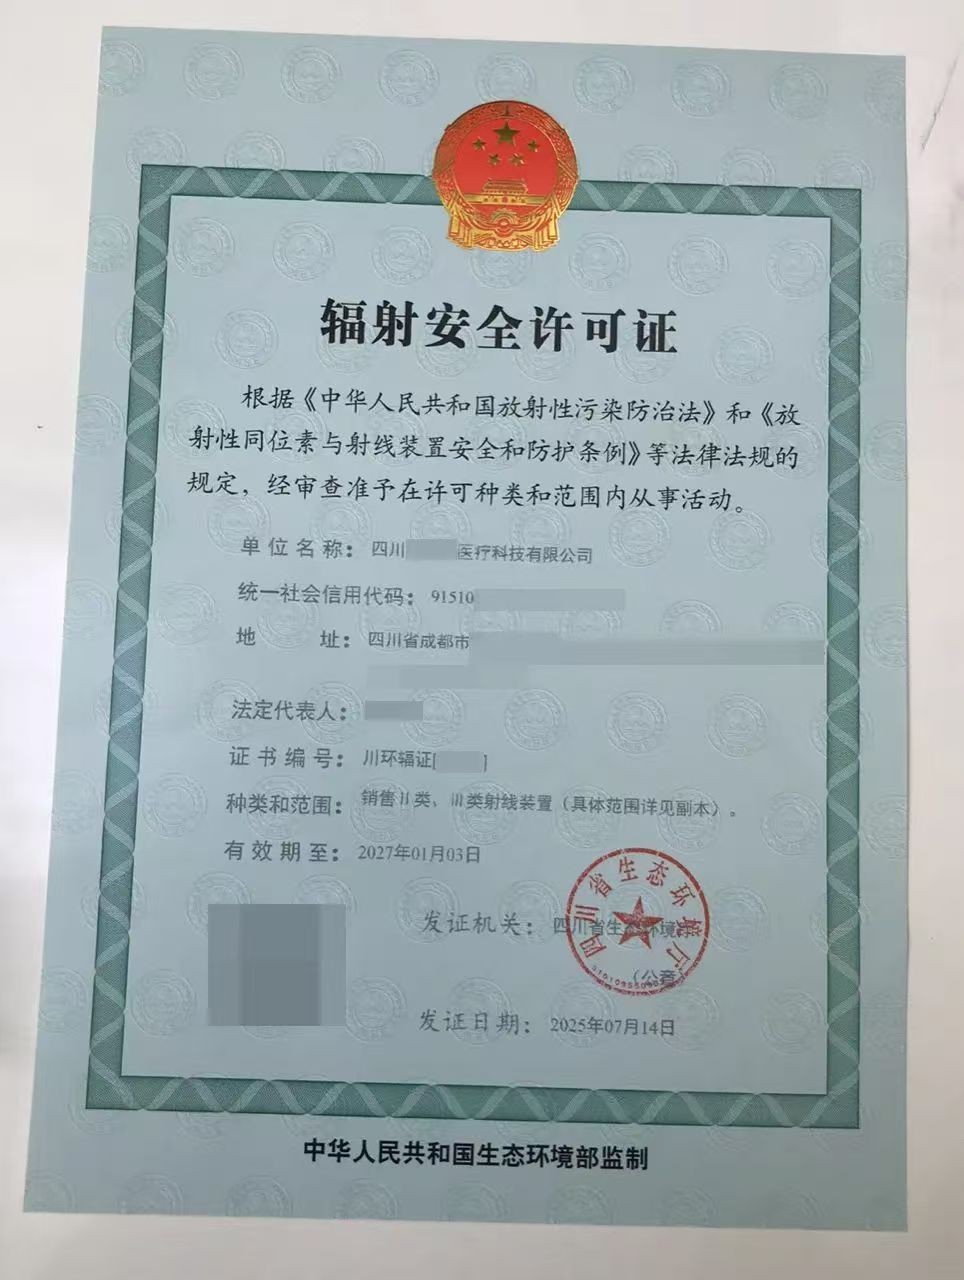 辐射安全许可证
根据《中华人民共和国放射性污染防治法》和《放
射性同位素与射线装置安全和防护条例》等法律法规的
规定，经审查准予在许可种类和范围内从事活动。
单位名称：四川 医疗科技有限公司
统一社会信用代码：91510
地 址：四川省成都市
法定代表人：
证书编号：川环辐证[ ]
种类和范围：销售Ⅱ类、Ⅲ类射线装置（具体范围详见副本）。
有效期至：2027年01月03日
四川省生态环境厅
发证机关：四川省生态环境厅
（公章
发证日期：2025年07月14日
中华人民共和国生态环境部监制